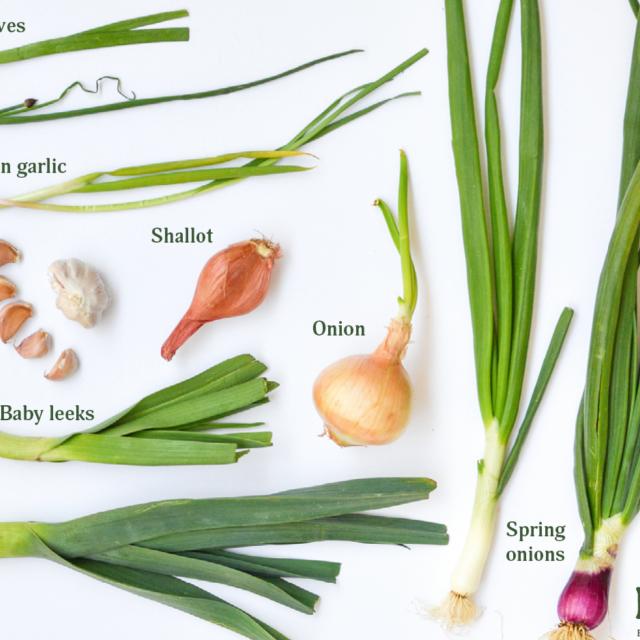 ves
n garlic
Shallot
Onion
Baby leeks
Spring
onions